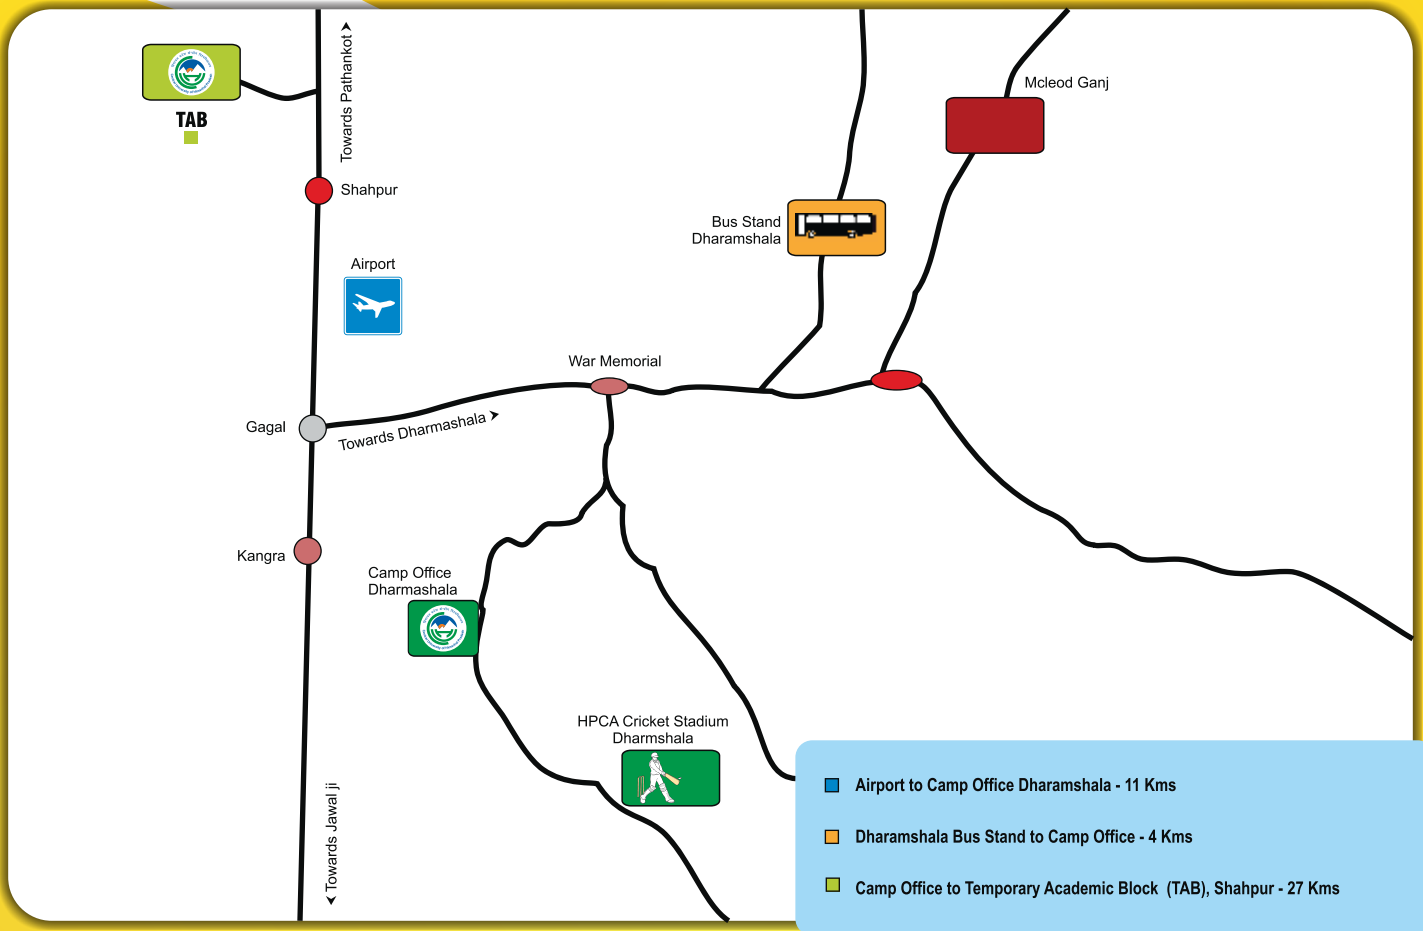 Towards Pathankot
TAB
Mcleod Ganj
Shahpur
Bus Stand
Dharamshala
Airport
War Memorial
Gagal
Towards Dharmashala
Kangra
Camp Office
Dharmashala
HPCA Cricket Stadium
Dharmshala
Towards Jawal ji
Airport to Camp Office Dharamshala - 11 Kms
Dharamshala Bus Stand to Camp Office - 4 Kms
Camp Office to Temporary Academic Block (TAB), Shahpur - 27 Kms